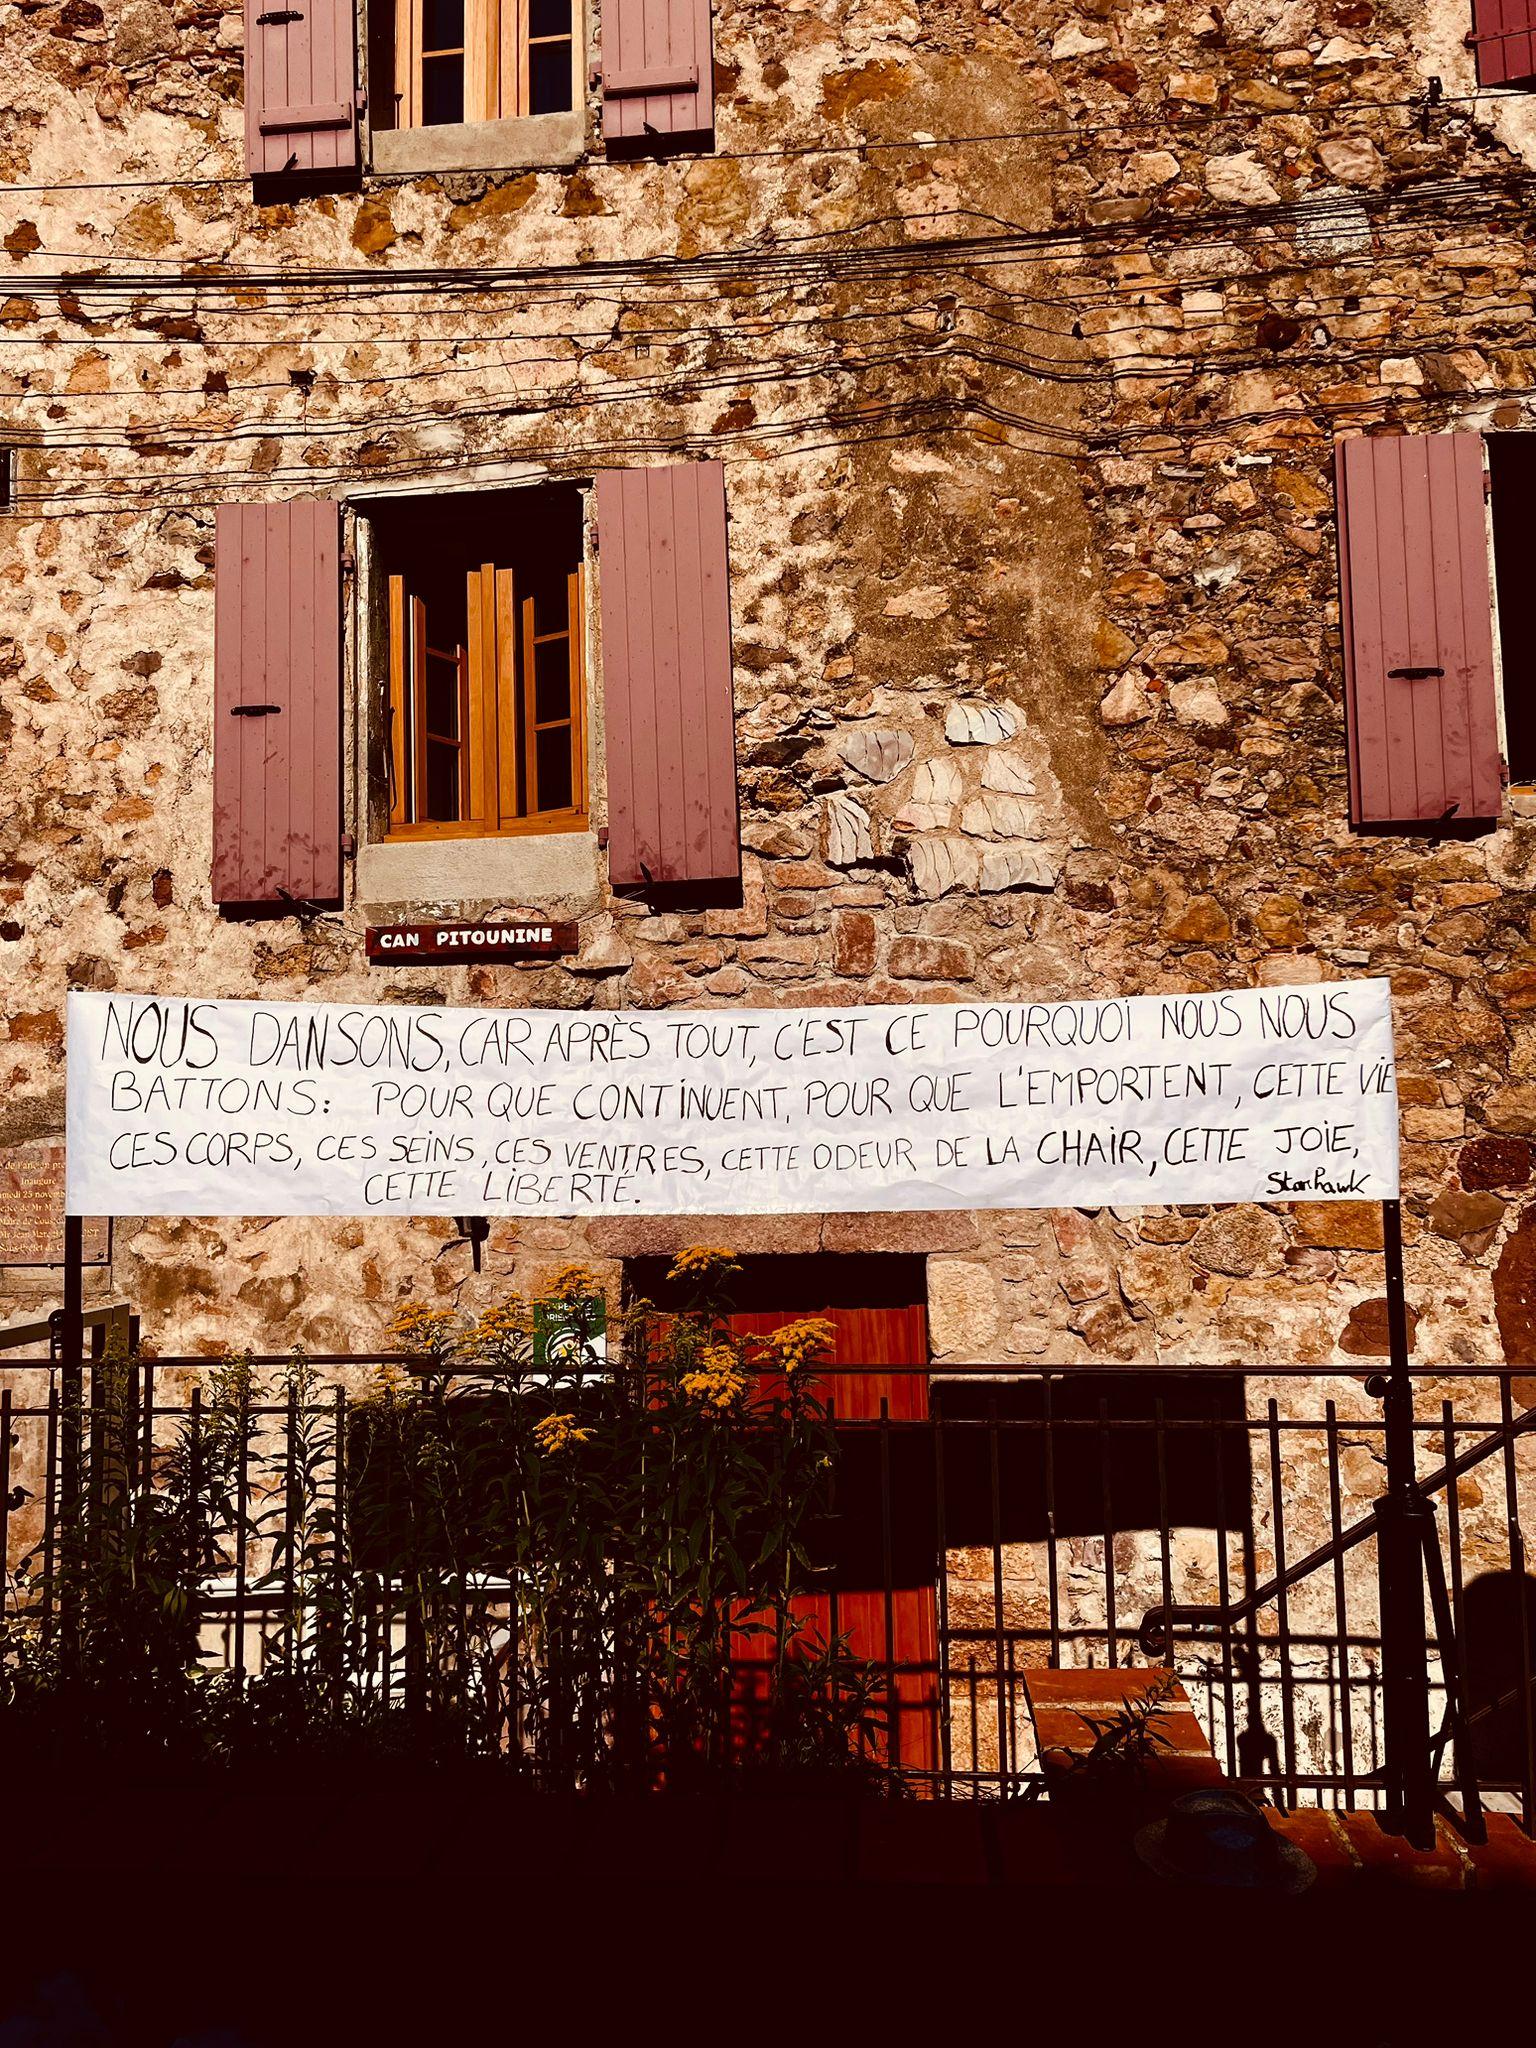 CAN PITOUNINE
NOUS DANSONS, CAR APRÈS TOUT, C'EST CE POURQUOI NOUS NOUS
BATTONS: POUR QUE CONTINUENT, POUR QUE L'EMPORTENT, CETTE VIE
CES CORPS, CES SEINS, CES VENTRES, CETTE ODEUR DE LA CHAIR, CETTE JOIE,
CETTE LIBERTÉ.
Starhawk
Inauguré